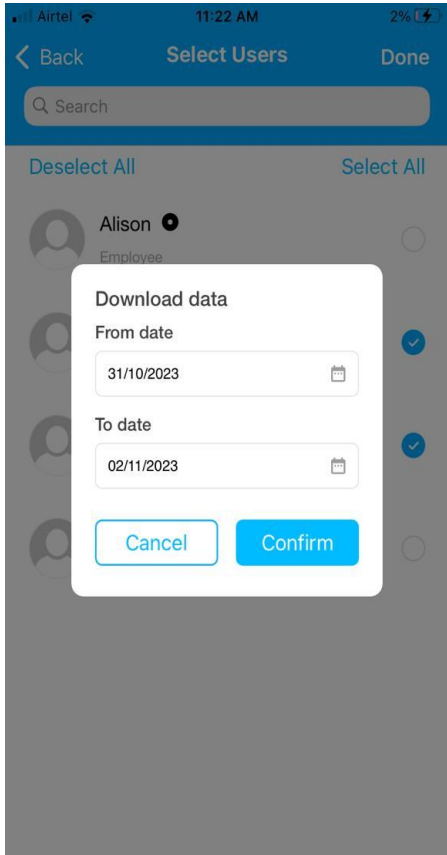 Airtel 11:22 AM 2%
Back Select Users Done
Search
Deselect All Select All
Alison
Employee
Download data
From date
31/10/2023
To date
02/11/2023
Cancel Confirm